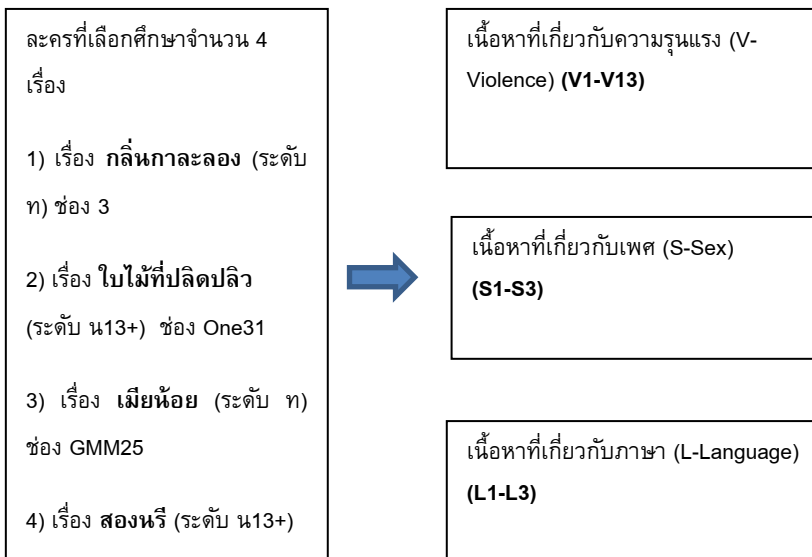 ละครที่เลือกศึกษาจำนวน 4
เรื่อง
1) เรื่อง กลิ่นกาละลอง (ระดับ
ท) ช่อง 3
2) เรื่อง ใบไม้ที่ปลิดปลิว
(ระดับ น13+) ช่อง One31
3) เรื่อง เมียน้อย (ระดับ ท)
ช่อง GMM25
4) เรื่อง สองนรี (ระดับ น13+)
เนื้อหาที่เกี่ยวกับความรุนแรง (V-
Violence) (V1-V13)
เนื้อหาที่เกี่ยวกับเพศ (S-Sex)
(S1-S3)
เนื้อหาที่เกี่ยวกับภาษา (L-Language)
(L1-L3)